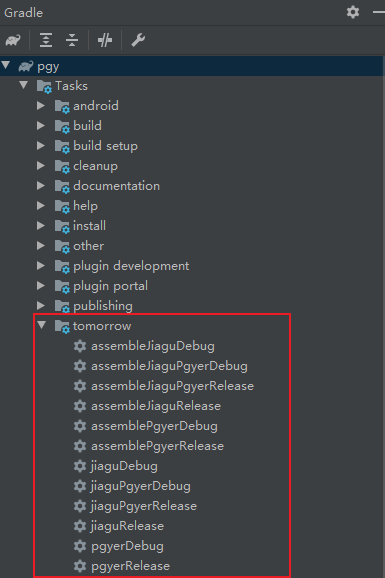 Gradle
pgy
Tasks
android
build
build setup
cleanup
documentation
help
install
other
plugin development
plugin portal
publishing
tomorrow
assembleJiaguDebug
assembleJiaguPgyerDebug
assembleJiaguPgyerRelease
assembleJiaguRelease
assemblePgyerDebug
assemblePgyerRelease
jiaguDebug
jiaguPgyerDebug
jiaguPgyerRelease
jiaguRelease
pgyerDebug
pgyerRelease